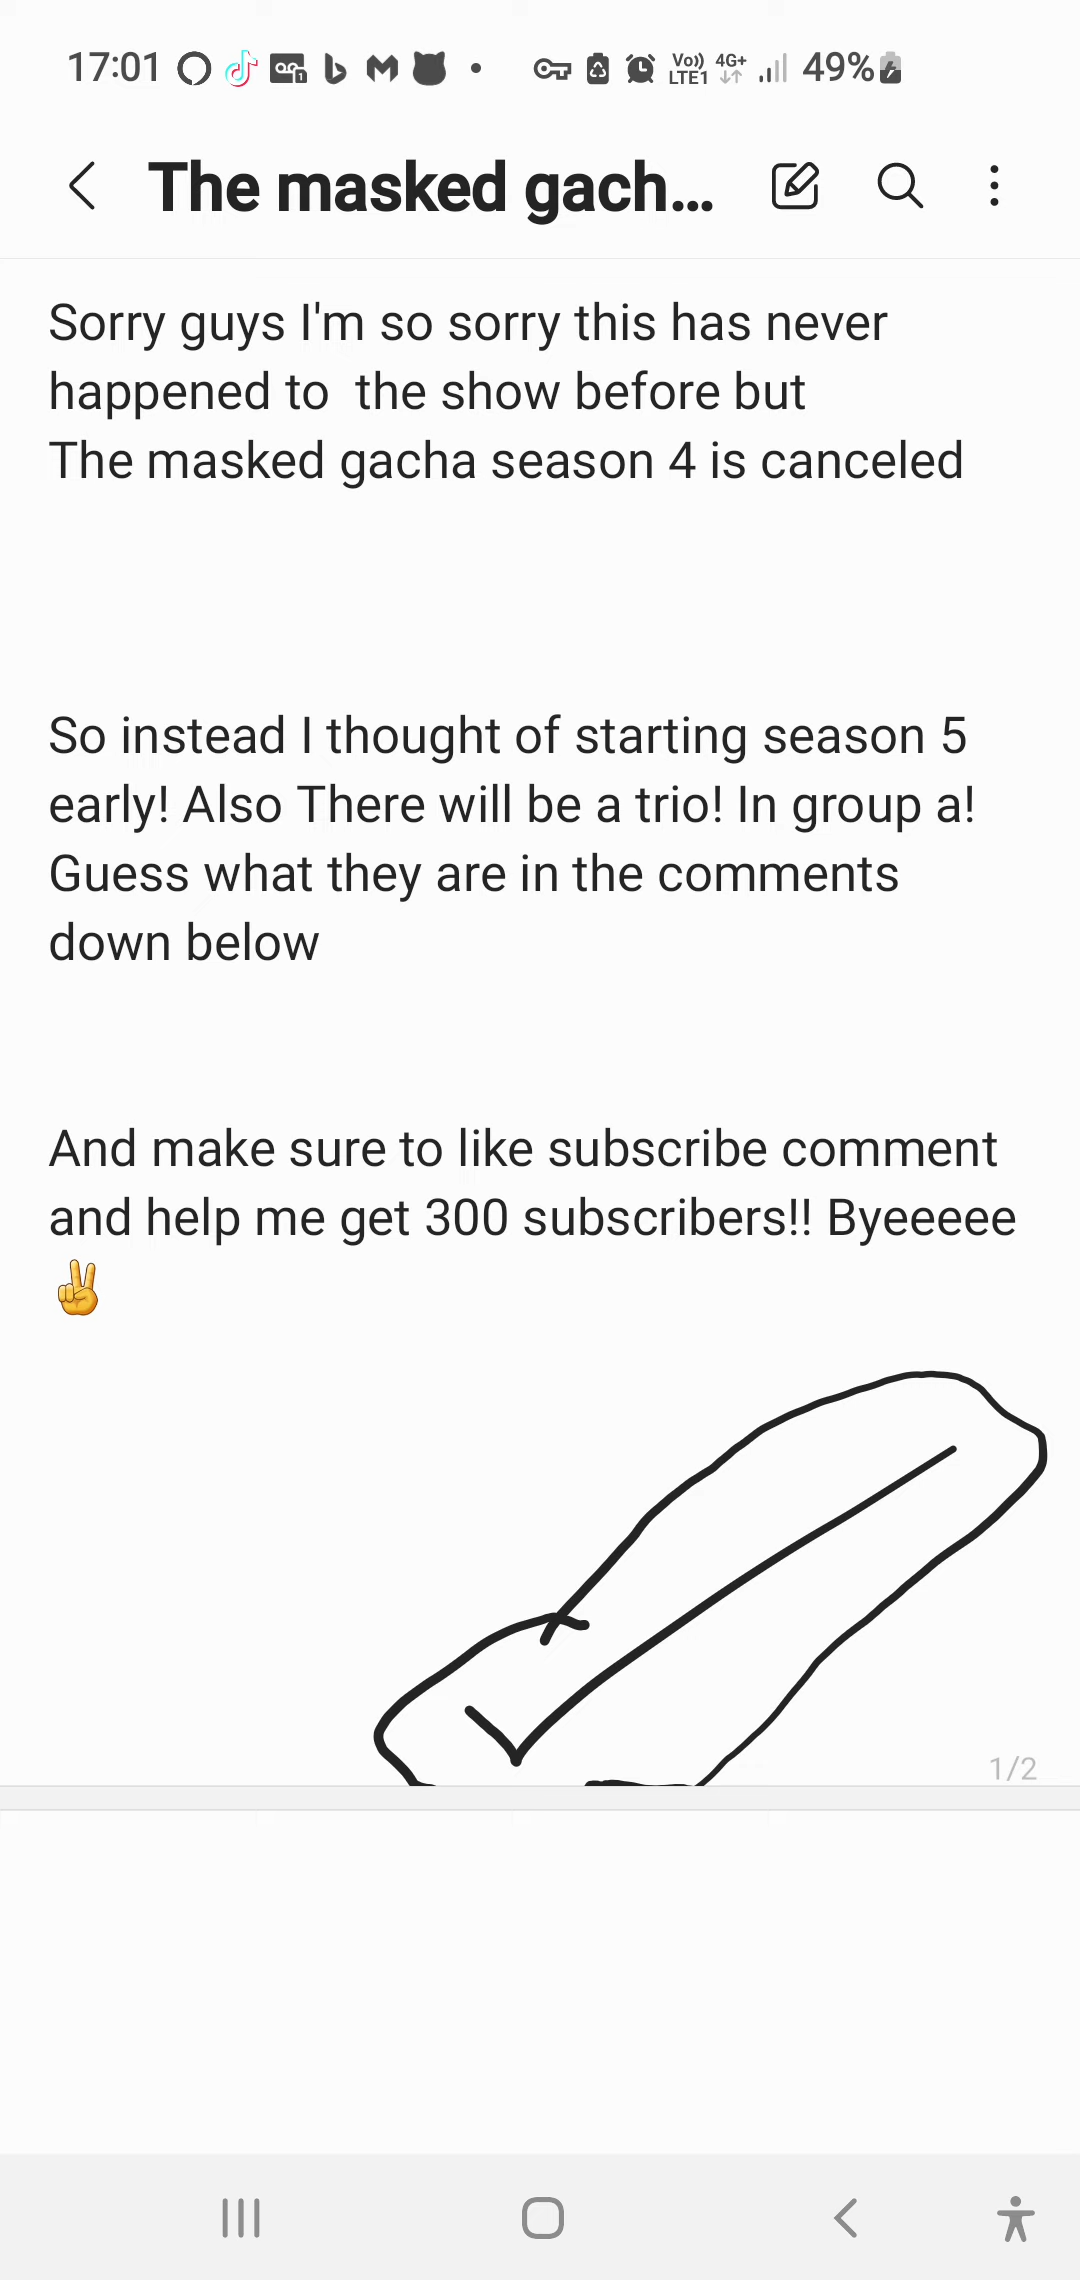 17:01 Vo)) LTE1 4G+ 49%
The masked gach...
Sorry guys I'm so sorry this has never
happened to  the show before but
The masked gacha season 4 is canceled
So instead I thought of starting season 5
early! Also There will be a trio! In group a!
Guess what they are in the comments
down below
And make sure to like subscribe comment
and help me get 300 subscribers!! Byeeeee
✌
1/2